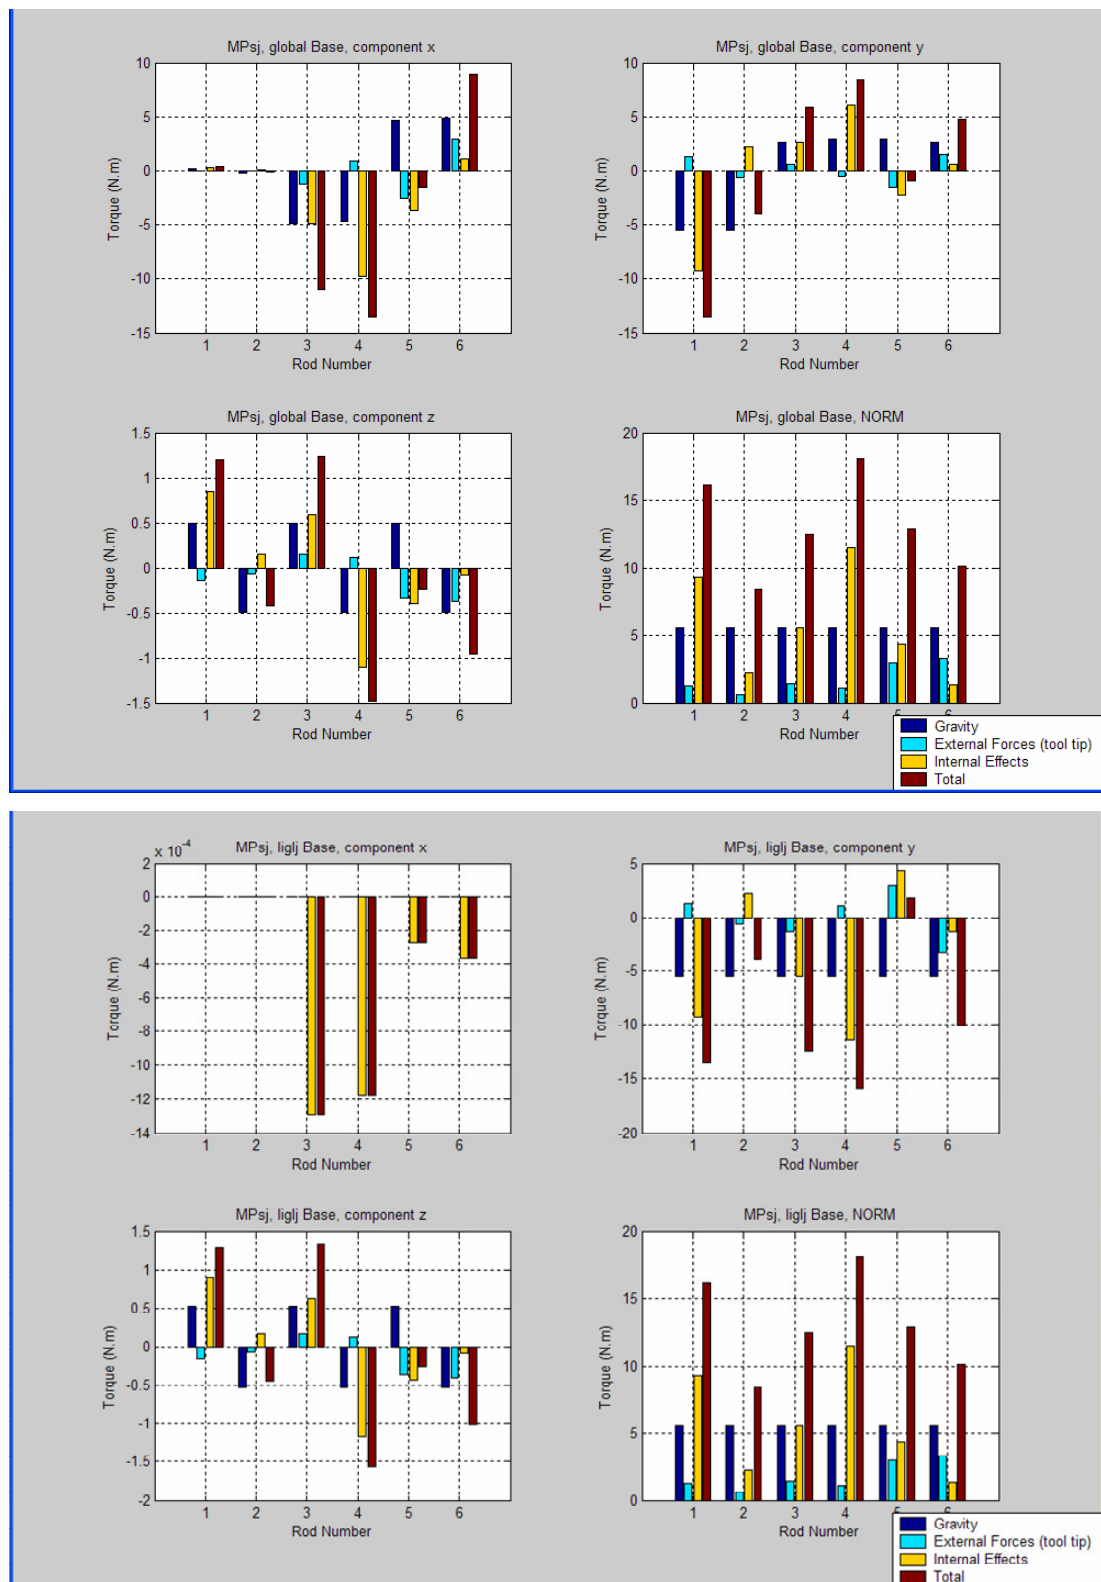 MPsj, global Base, component x
10
5
0
-5
-10
-15
Torque (N.m)
1 2 3 4 5 6
Rod Number
MPsj, global Base, component y
10
5
0
-5
-10
-15
Torque (N.m)
1 2 3 4 5 6
Rod Number
MPsj, global Base, component z
1.5
1
0.5
0
-0.5
-1
-1.5
Torque (N.m)
1 2 3 4 5 6
Rod Number
MPsj, global Base, NORM
20
15
10
5
0
Torque (N.m)
1 2 3 4 5 6
Rod Number
Gravity
External Forces (tool tip)
Internal Effects
Total
x 10-4
MPsj, liglj Base, component x
2
0
-2
-4
-6
-8
-10
-12
-14
Torque (N.m)
1 2 3 4 5 6
Rod Number
MPsj, liglj Base, component y
5
0
-5
-10
-15
-20
Torque (N.m)
1 2 3 4 5 6
Rod Number
MPsj, liglj Base, component z
1.5
1
0.5
0
-0.5
-1
-1.5
-2
Torque (N.m)
1 2 3 4 5 6
Rod Number
MPsj, liglj Base, NORM
20
15
10
5
0
Torque (N.m)
1 2 3 4 5 6
Rod Number
Gravity
External Forces (tool tip)
Internal Effects
Total